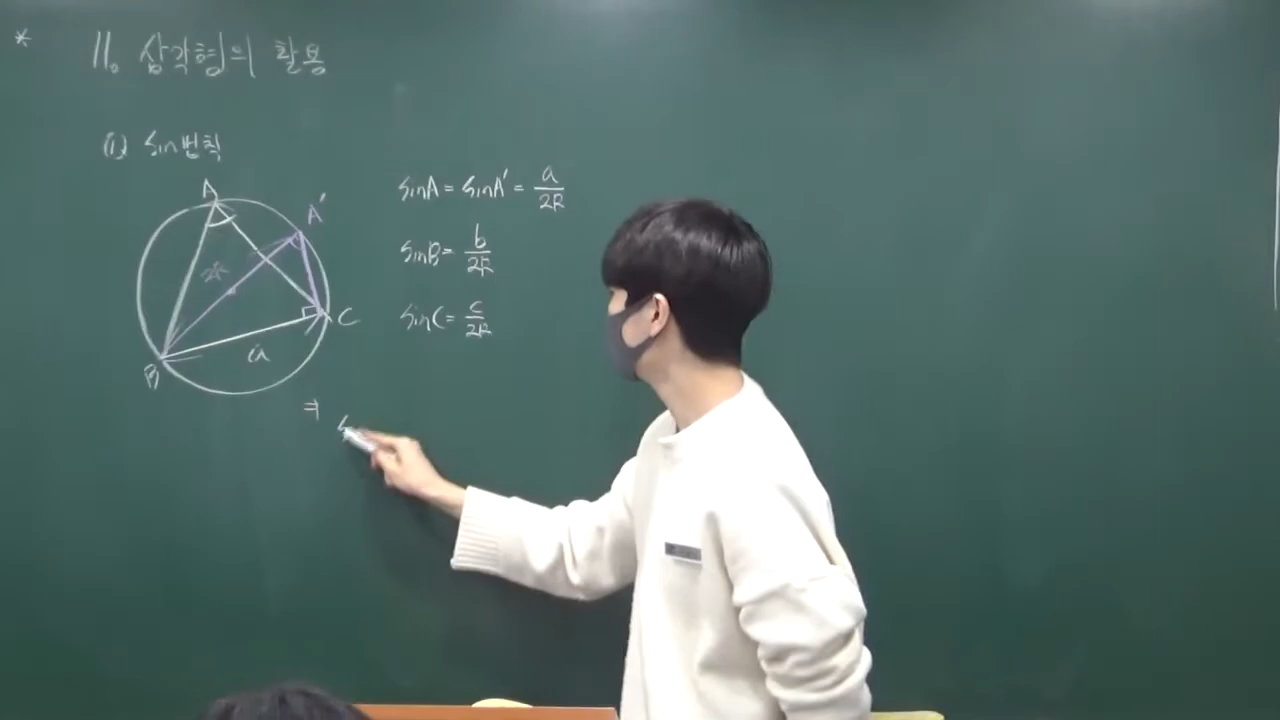 * 11. 삼각형의 활용
(1) Sin법칙
A
A'
2R
C
a
B
sinA = sinA' = a/2R
sinB = b/2R
sinC = c/2R
⇒ S